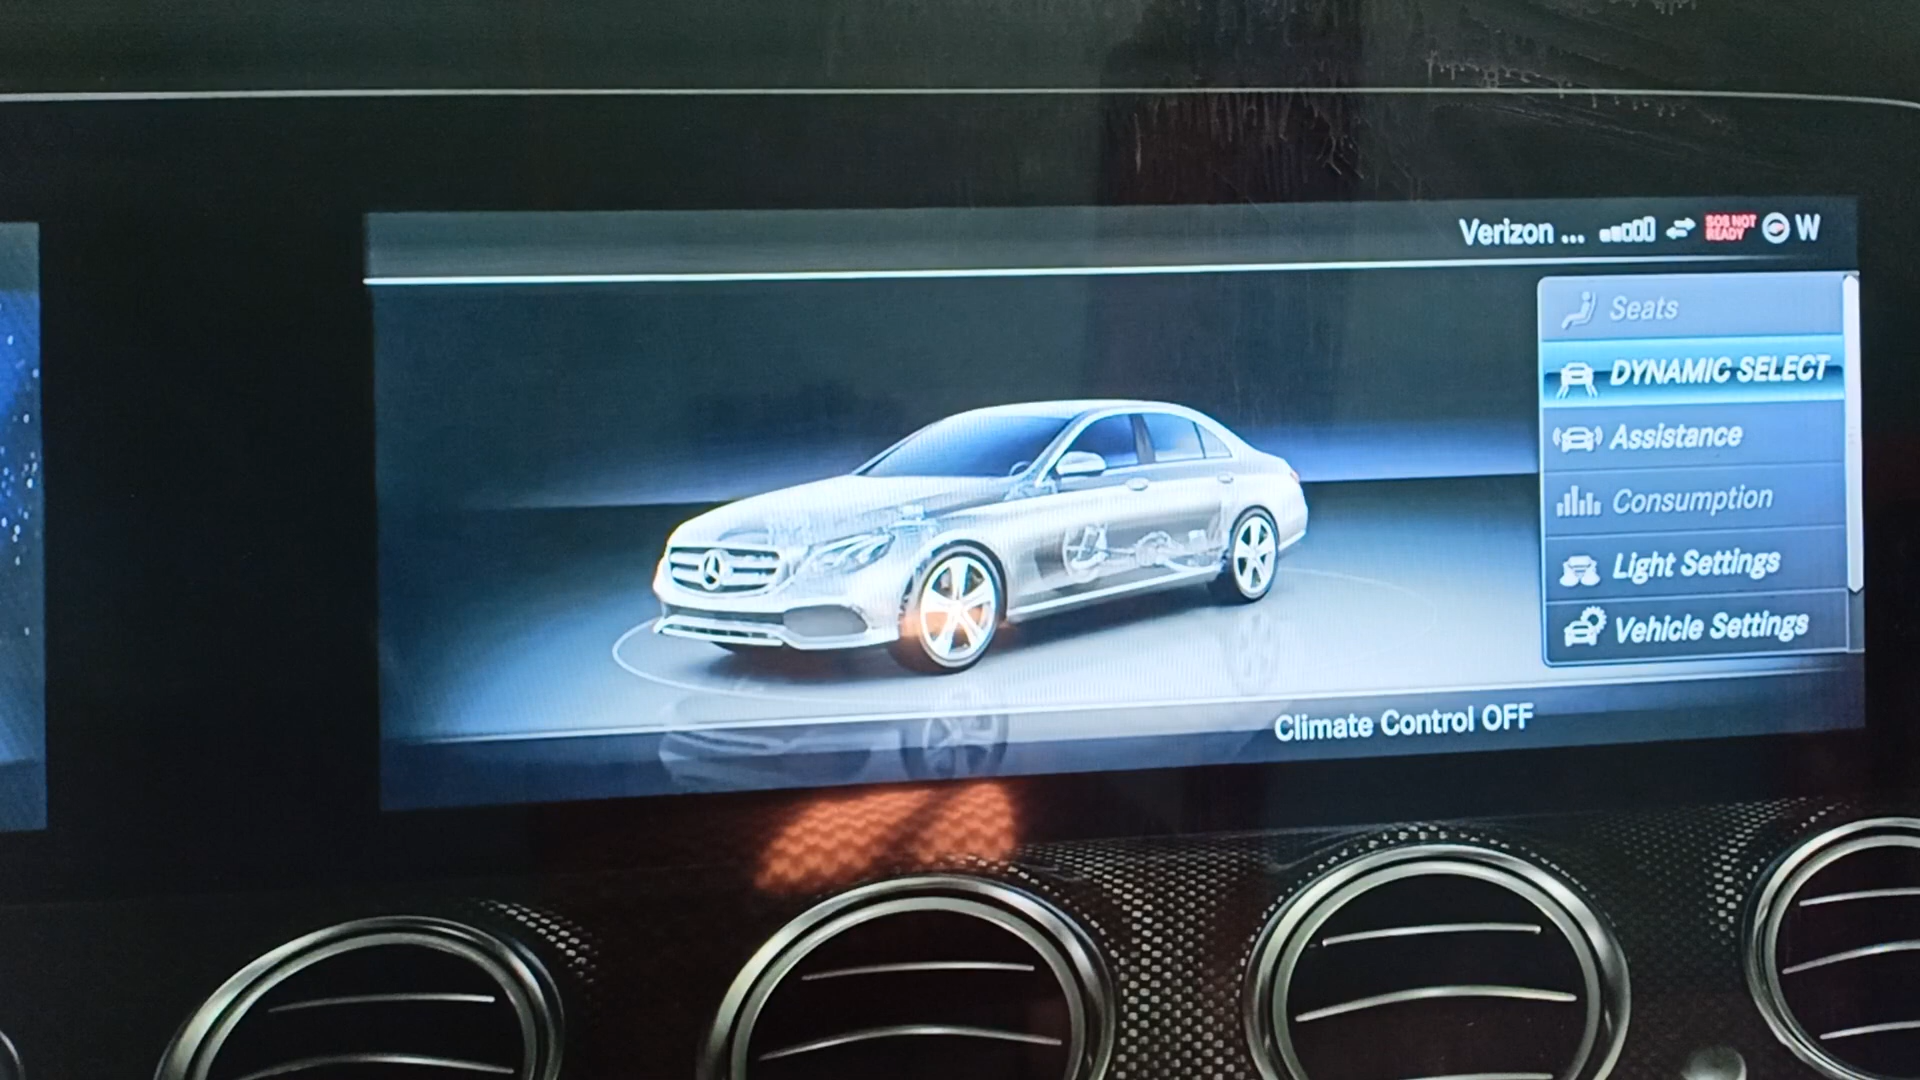 Verizon ...
SOS NOT
READY
W
Seats
DYNAMIC SELECT
Assistance
Consumption
Light Settings
Vehicle Settings
Climate Control OFF